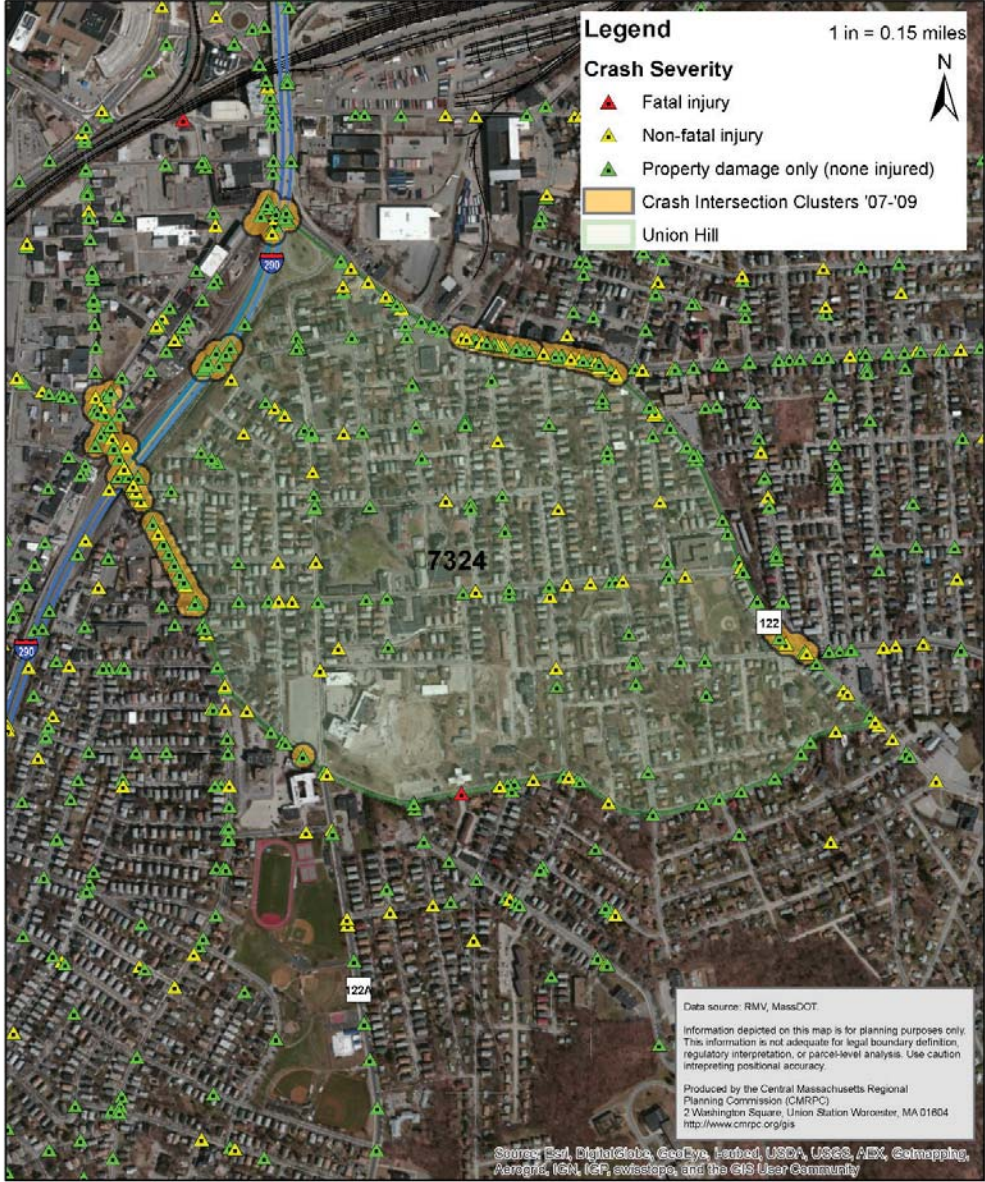 Legend
1 in = 0.15 miles
Crash Severity
N
Fatal injury
Non-fatal injury
Property damage only (none injured)
Crash Intersection Clusters '07-'09
Union Hill
290
7324
122
290
122A
Data source: RMV, MassDOT.
Information depicted on this map is for planning purposes only.
This information is not adequate for legal boundary definition,
regulatory interpretation, or parcel-level analysis. Use caution
intrepreting positional accuracy.
Produced by the Central Massachusetts Regional
Planning Commission (CMRPC)
2 Washington Square, Union Station Worcester, MA 01604
http://www.cmrpc.org/gis
Source: Esri, DigitalGlobe, GeoEye, i-cubed, USDA, USGS, AEX, Getmapping,
Aerogrid, IGN, IGP, swisstopo, and the GIS User Community